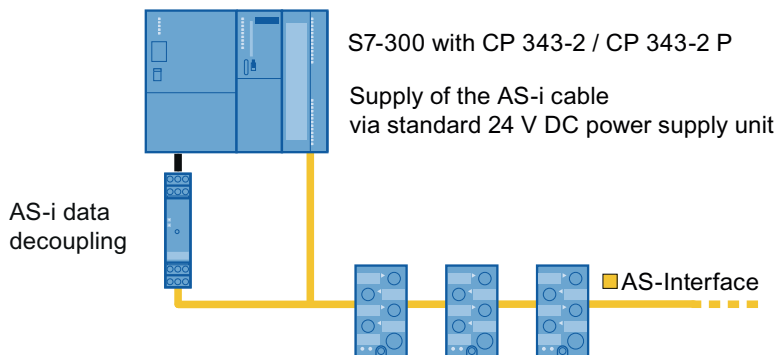 S7-300 with CP 343-2 / CP 343-2 P
Supply of the AS-i cable
via standard 24 V DC power supply unit
AS-i data
decoupling
AS-Interface